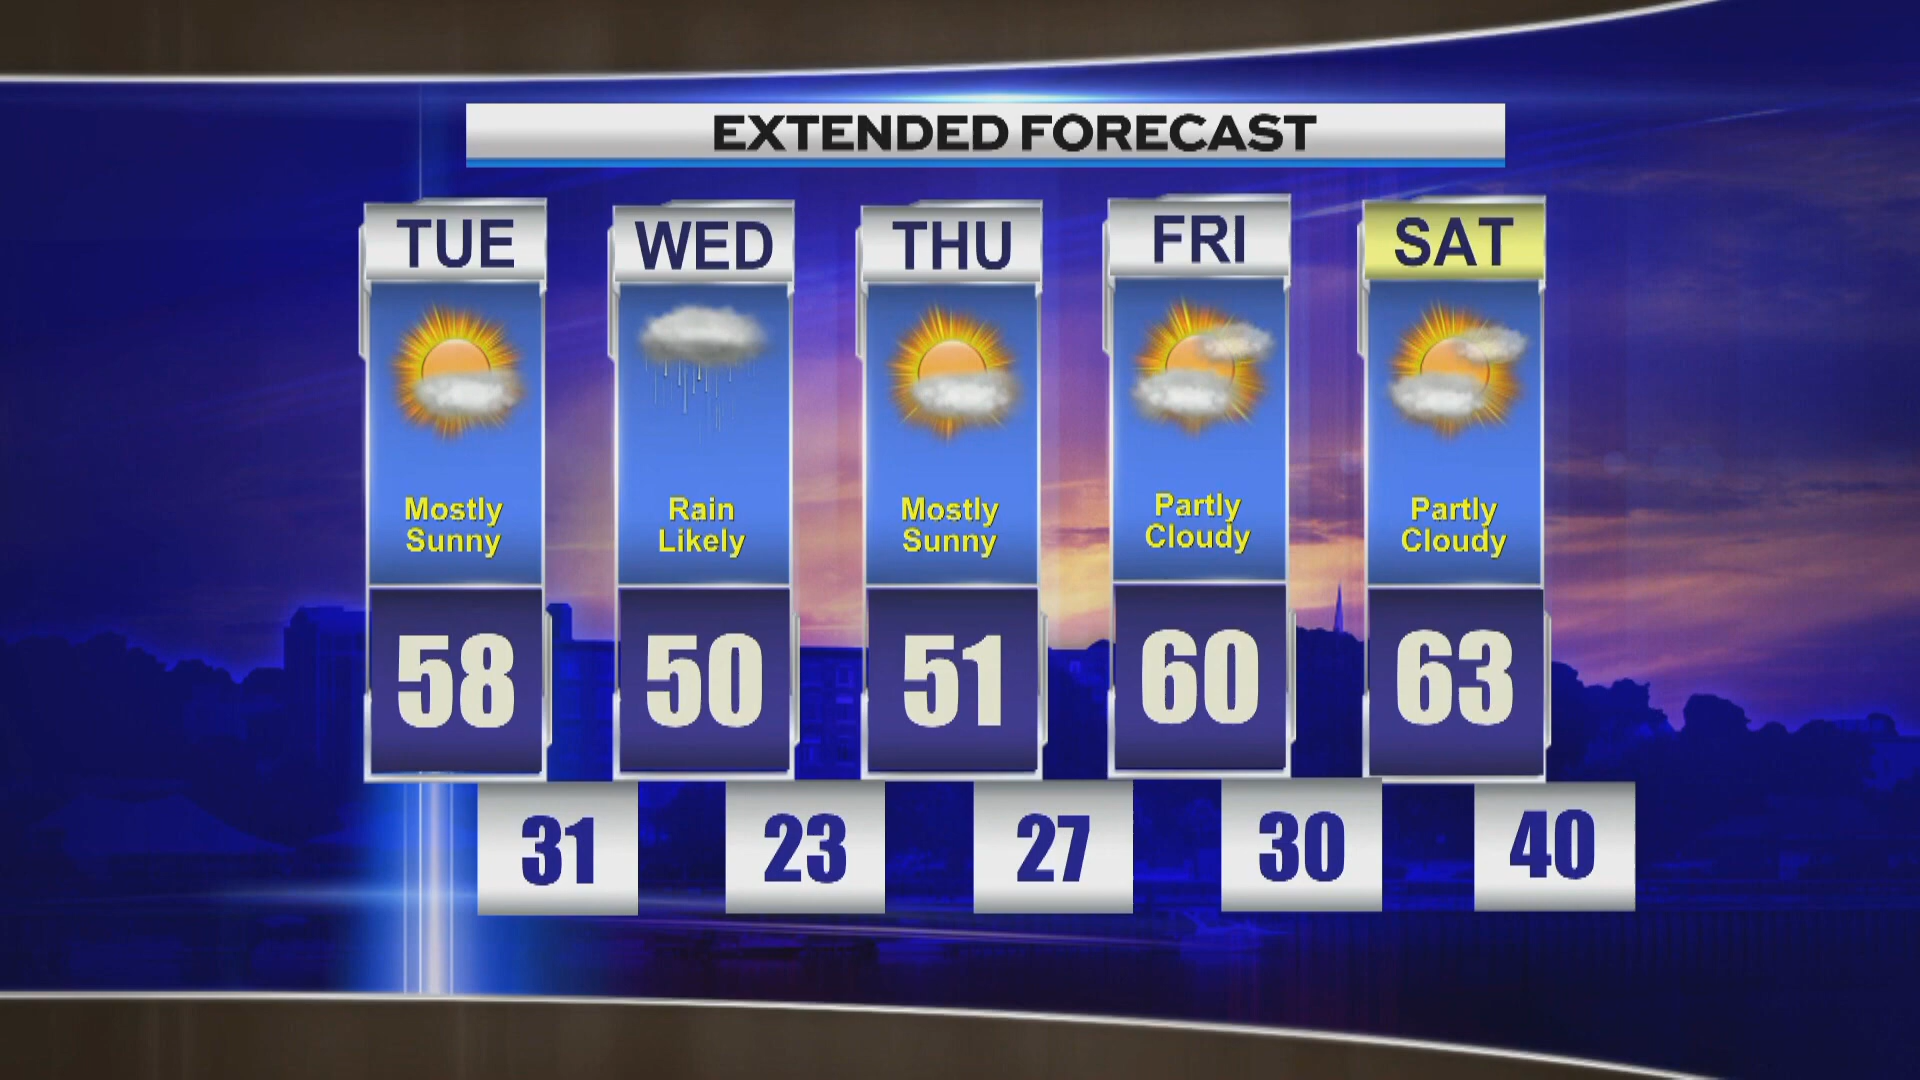 EXTENDED FORECAST
TUE
WED
THU
FRI
SAT
Mostly
Sunny
Rain
Likely
Mostly
Sunny
Partly
Cloudy
Partly
Cloudy
58
50
51
60
63
31
23
27
30
40